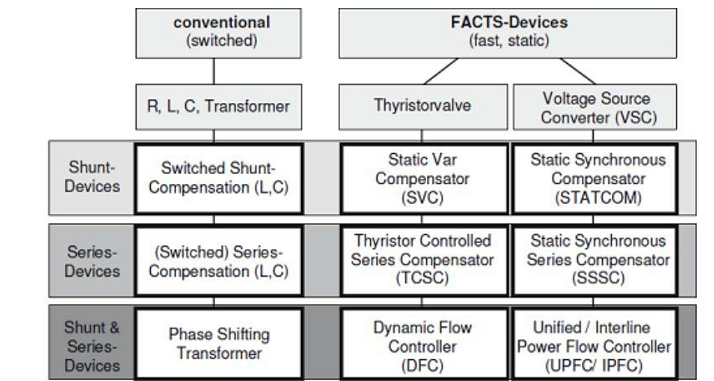 conventional
(switched)
FACTS-Devices
(fast, static)
R, L, C, Transformer
Thyristorvalve
Voltage Source
Converter (VSC)
Shunt-
Devices
Switched Shunt-
Compensation (L,C)
Static Var
Compensator
(SVC)
Static Synchronous
Compensator
(STATCOM)
Series-
Devices
(Switched) Series-
Compensation (L,C)
Thyristor Controlled
Series Compensator
(TCSC)
Static Synchronous
Series Compensator
(SSSC)
Shunt &
Series-
Devices
Phase Shifting
Transformer
Dynamic Flow
Controller
(DFC)
Unified / Interline
Power Flow Controller
(UPFC/ IPFC)